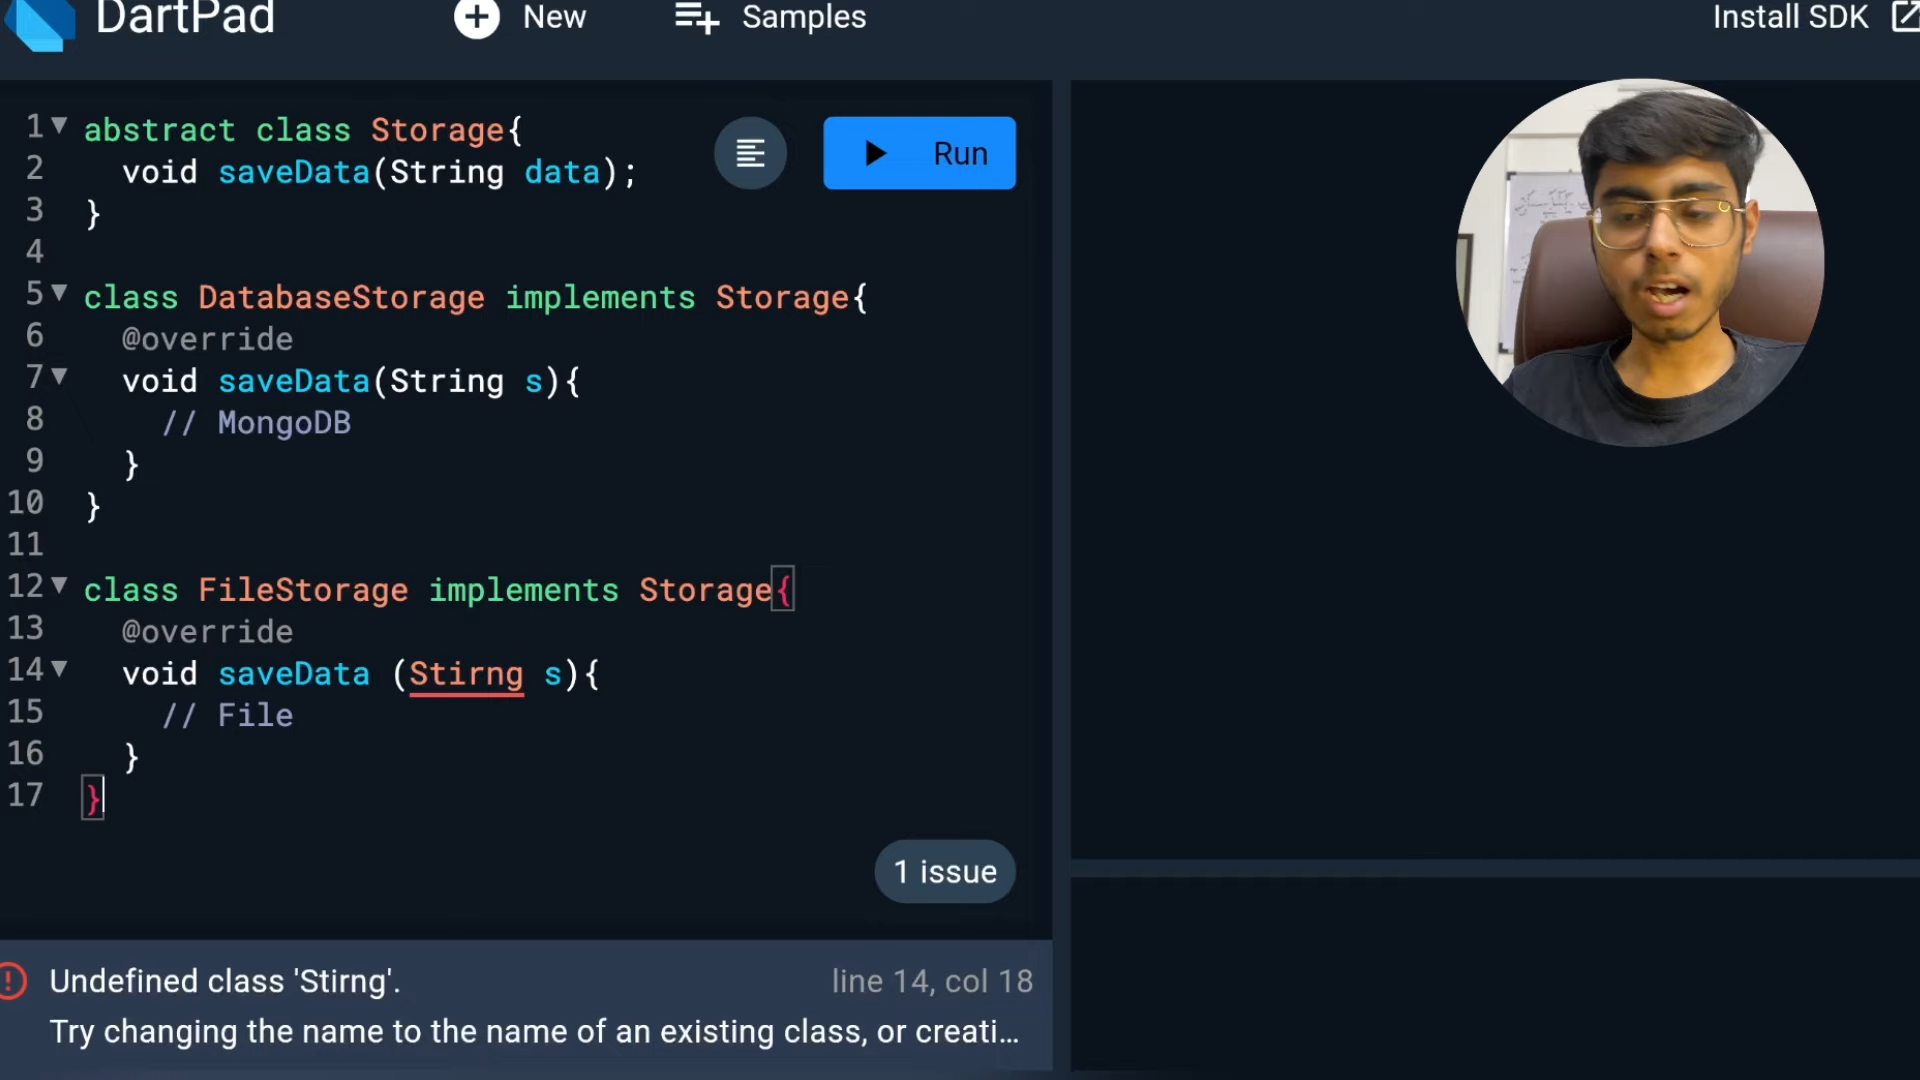 DartPad
New
Samples
Install SDK
1 abstract class Storage{
2 void saveData(String data);
3 }
4
5 class DatabaseStorage implements Storage{
6 @override
7 void saveData(String s){
8 // MongoDB
9 }
10 }
11
12 class FileStorage implements Storage{
13 @override
14 void saveData (Stirng s){
15 // File
16 }
17 }
Run
1 issue
Undefined class 'Stirng'.
line 14, col 18
Try changing the name to the name of an existing class, or creati...